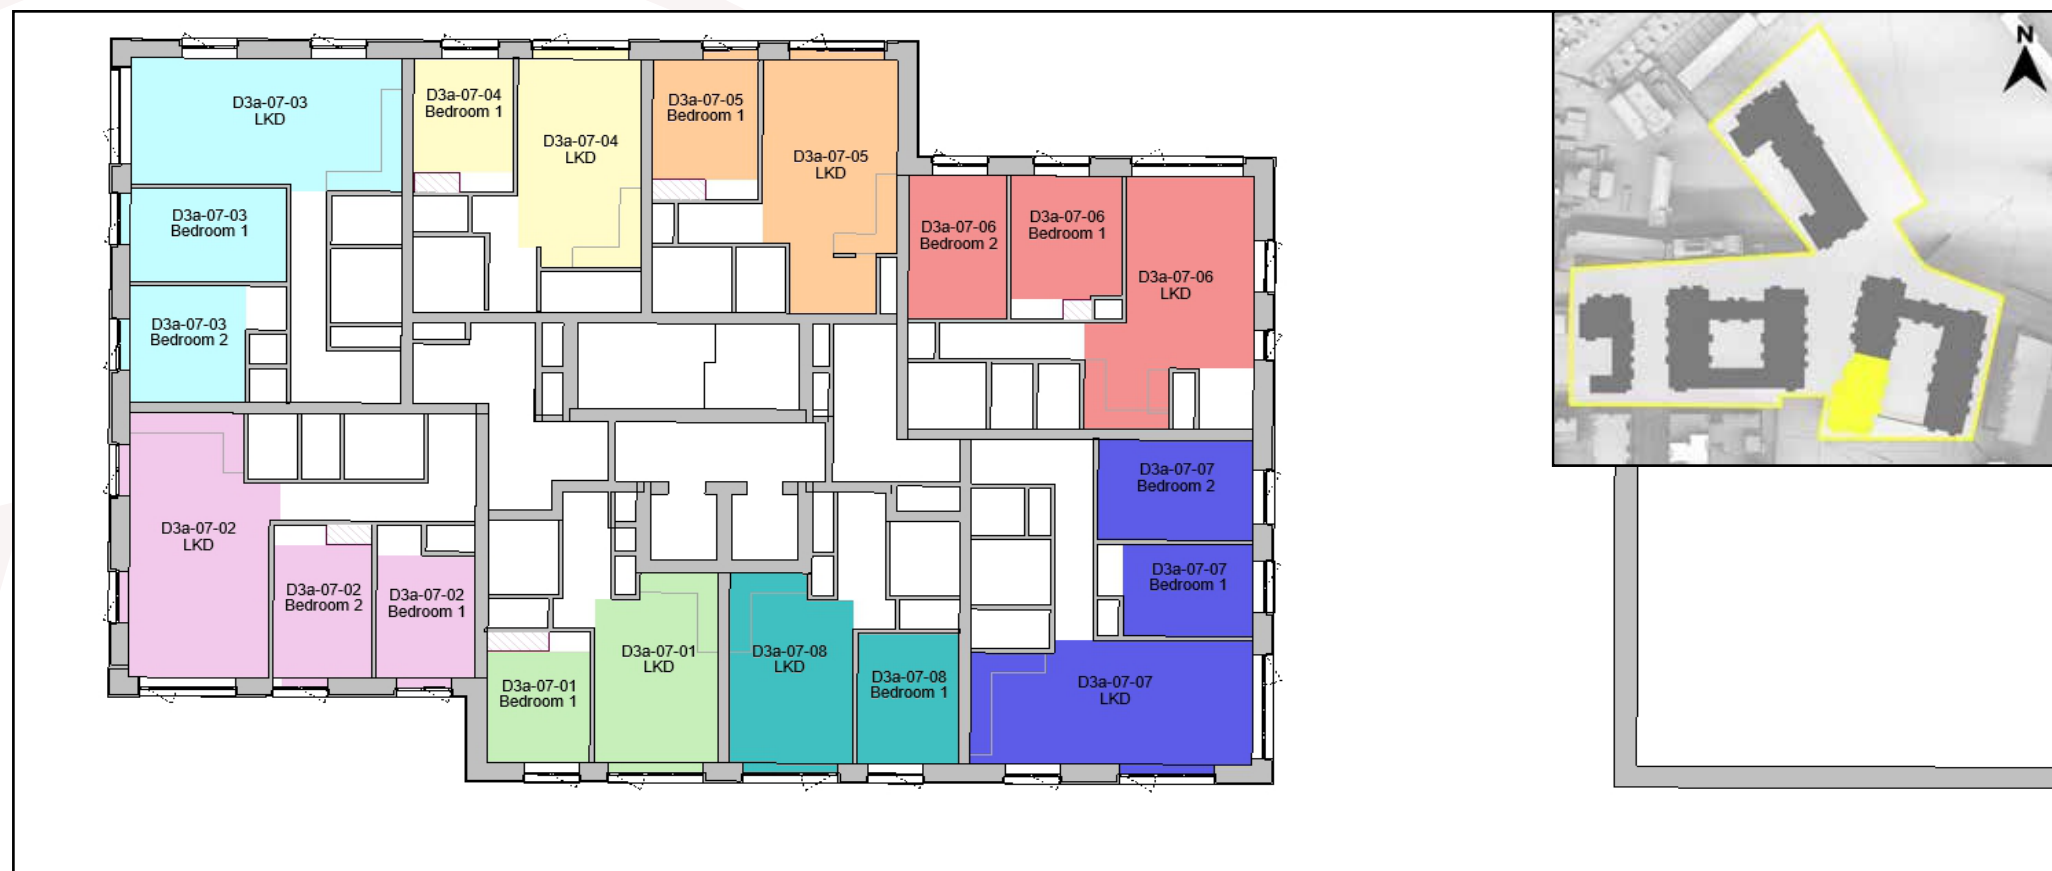 N
D3a-07-03
LKD
D3a-07-04
Bedroom 1
D3a-07-04
LKD
D3a-07-05
Bedroom 1
D3a-07-05
LKD
D3a-07-03
Bedroom 1
D3a-07-06
Bedroom 2
D3a-07-06
Bedroom 1
D3a-07-06
LKD
D3a-07-03
Bedroom 2
D3a-07-02
LKD
D3a-07-07
Bedroom 2
D3a-07-02
Bedroom 2
D3a-07-02
Bedroom 1
D3a-07-07
Bedroom 1
D3a-07-01
LKD
D3a-07-08
LKD
D3a-07-01
Bedroom 1
D3a-07-08
Bedroom 1
D3a-07-07
LKD